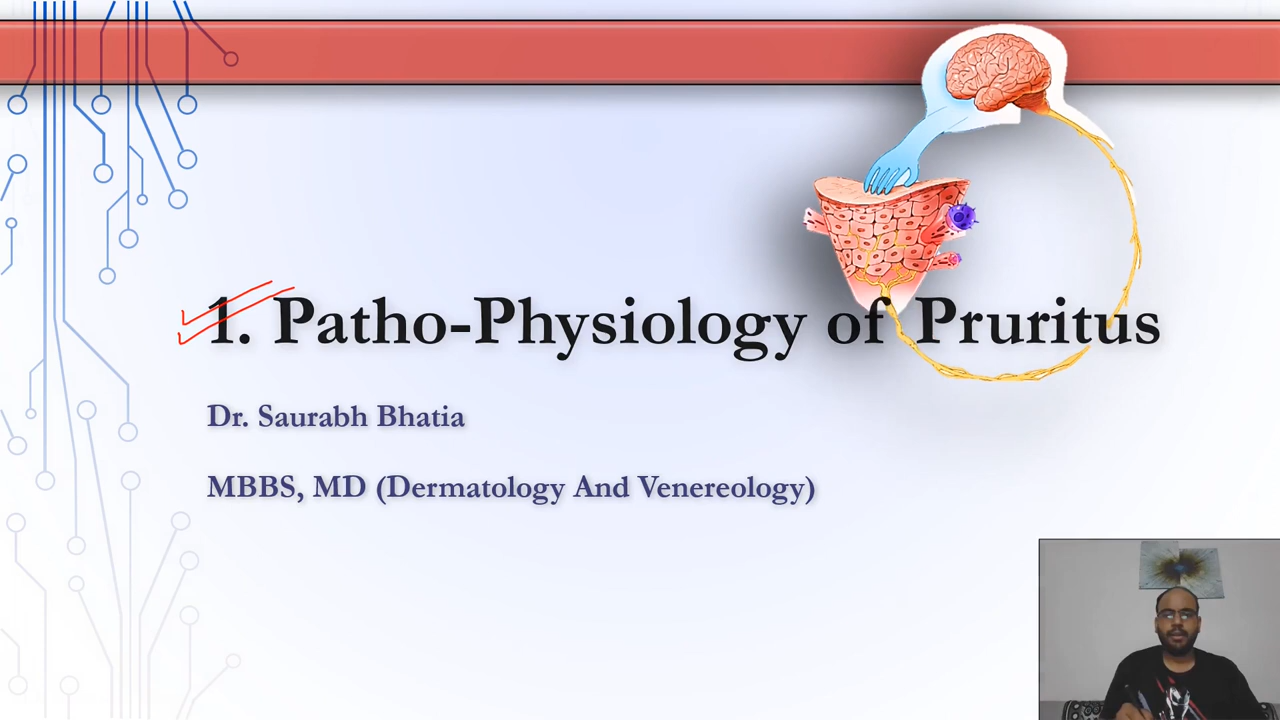 1. Patho-Physiology of Pruritus
Dr. Saurabh Bhatia
MBBS, MD (Dermatology And Venereology)